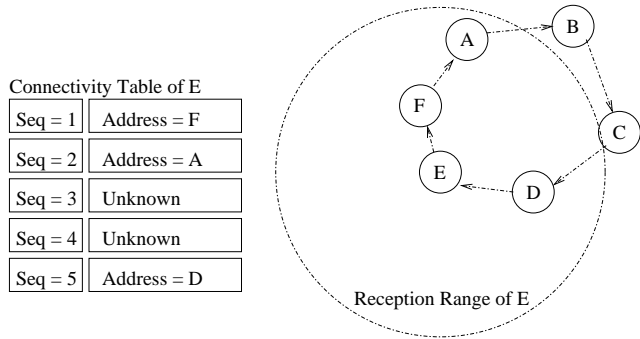 Connectivity Table of E
Seq = 1 Address = F
Seq = 2 Address = A
Seq = 3 Unknown
Seq = 4 Unknown
Seq = 5 Address = D
A
B
F
C
E
D
Reception Range of E